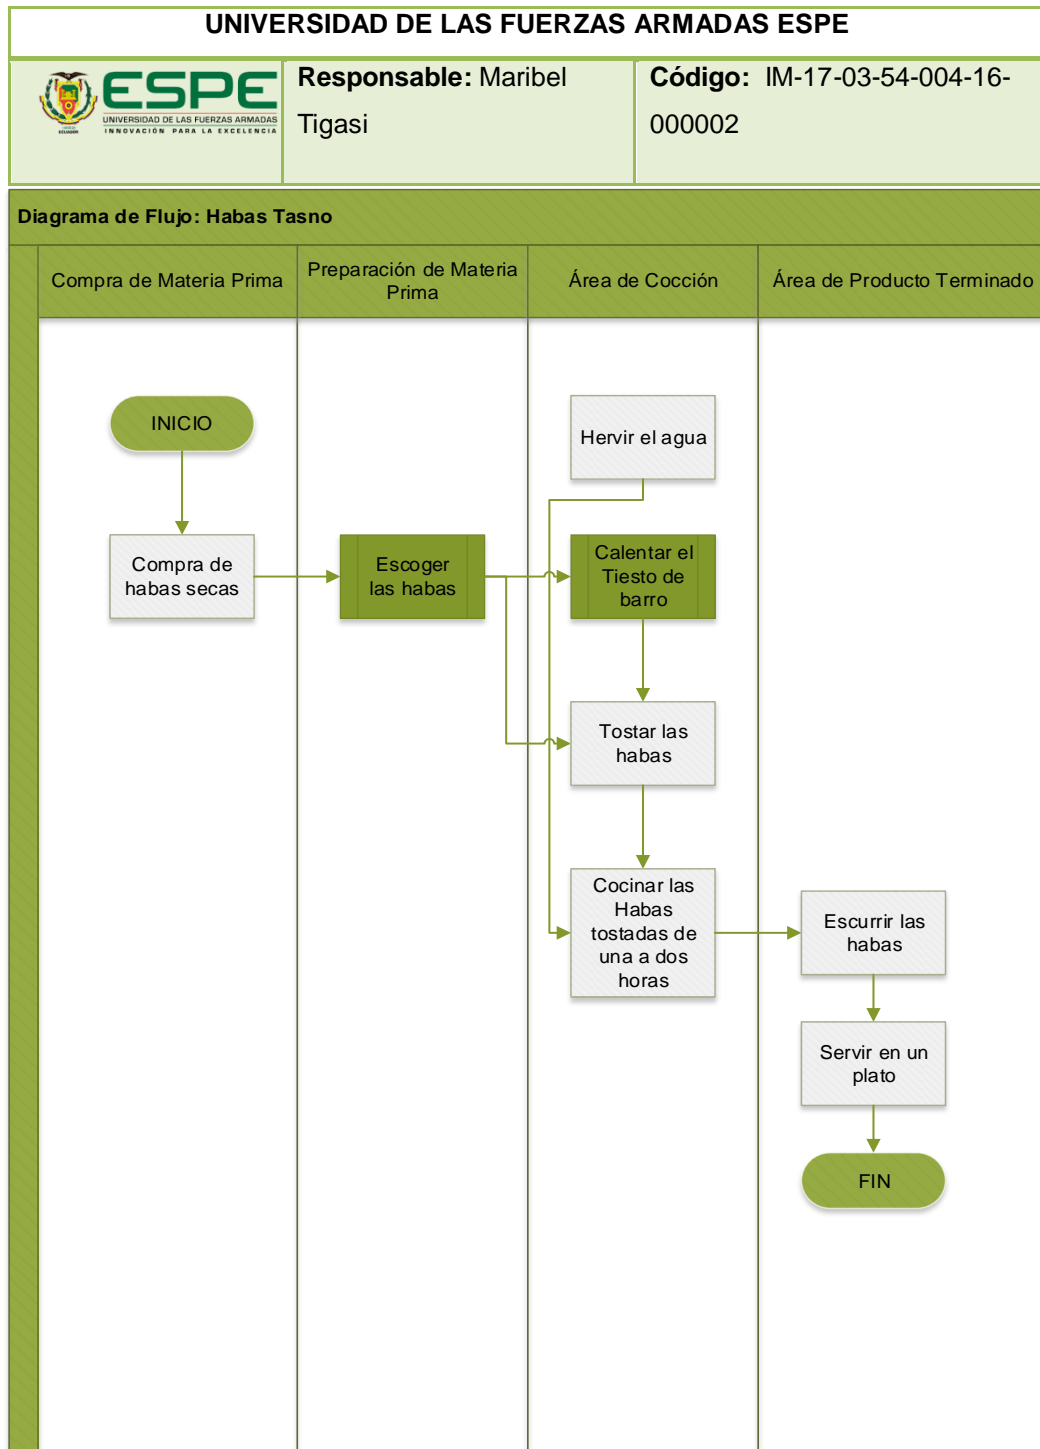 UNIVERSIDAD DE LAS FUERZAS ARMADAS ESPE
ESPE
UNIVERSIDAD DE LAS FUERZAS ARMADAS
INNOVACIÓN PARA LA EXCELENCIA
ECUADOR
Responsable: Maribel
Tigasi
Código: IM-17-03-54-004-16-
000002
Diagrama de Flujo: Habas Tasno
Compra de Materia Prima
Preparación de Materia
Prima
Área de Cocción
Área de Producto Terminado
INICIO
Hervir el agua
Compra de
habas secas
Escoger
las habas
Calentar el
Tiesto de
barro
Tostar las
habas
Cocinar las
Habas
tostadas de
una a dos
horas
Escurrir las
habas
Servir en un
plato
FIN